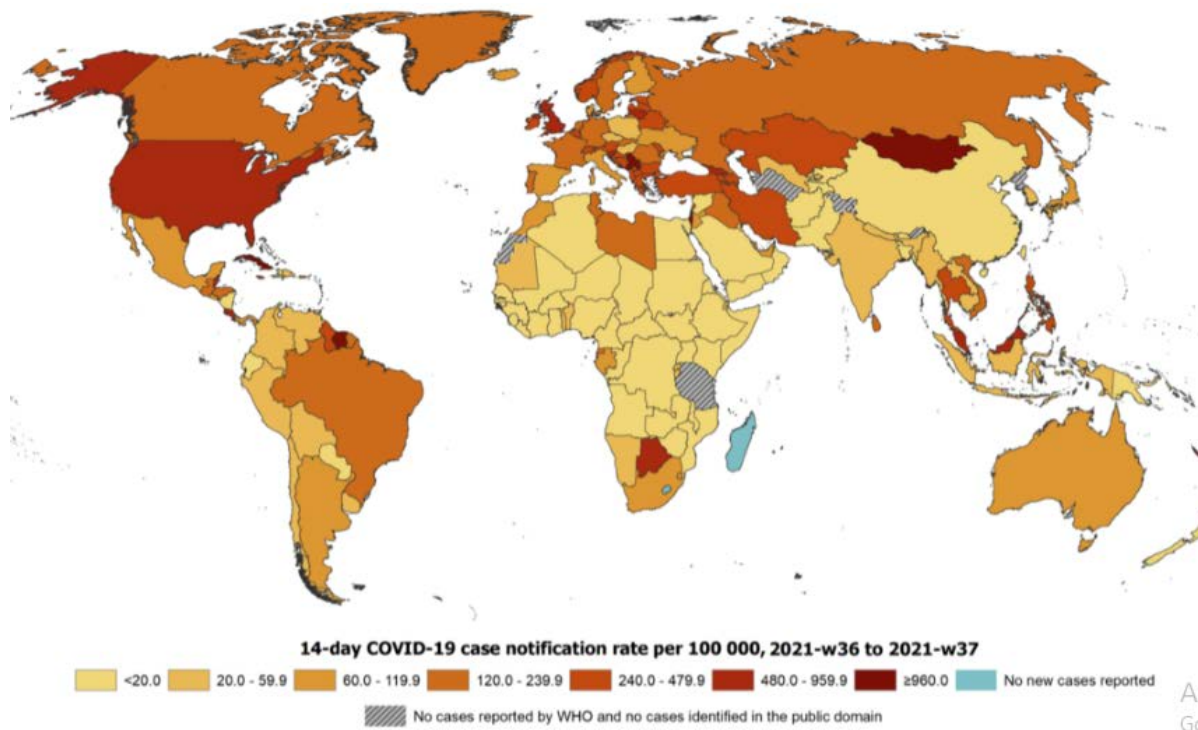 14-day COVID-19 case notification rate per 100 000, 2021-w36 to 2021-w37
<20.0 20.0 - 59.9 60.0 - 119.9 120.0 - 239.9 240.0 - 479.9 480.0 - 959.9 ≥960.0 No new cases reported
No cases reported by WHO and no cases identified in the public domain
A
Go